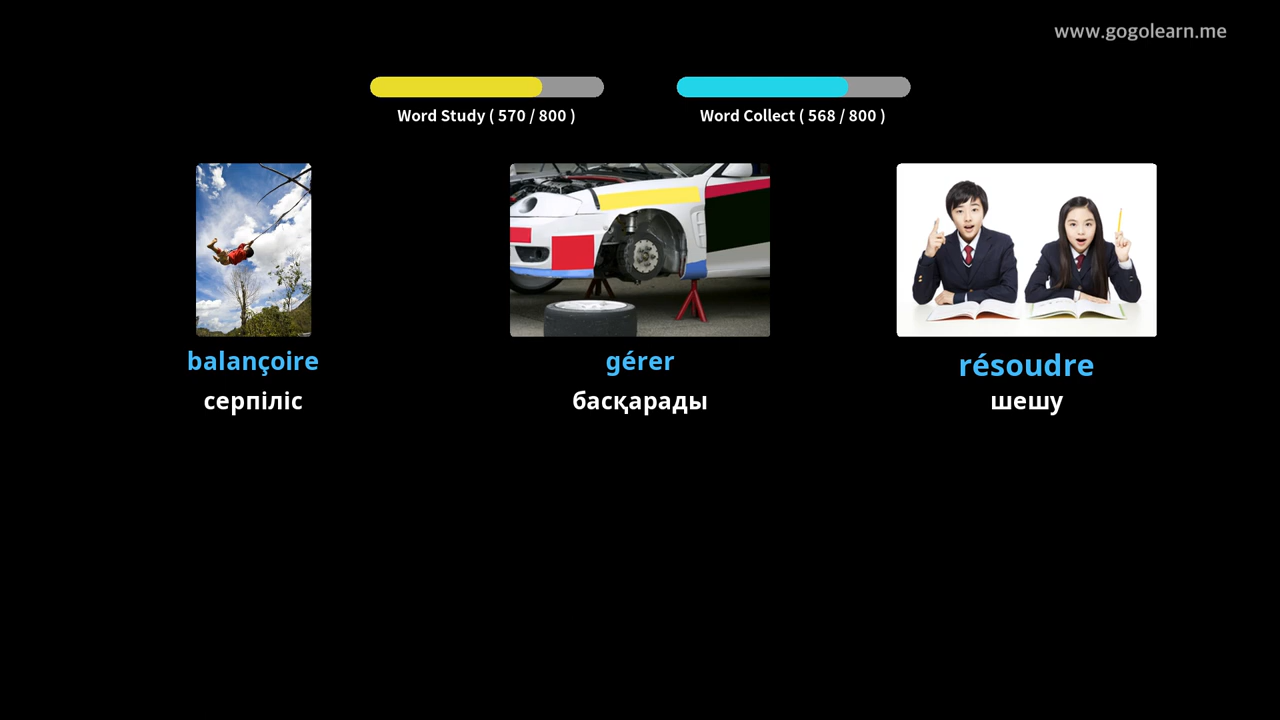 www.gogolearn.me
Word Study ( 570 / 800 )
Word Collect ( 568 / 800 )
balançoire
серпіліс
gérer
басқарады
résoudre
шешу